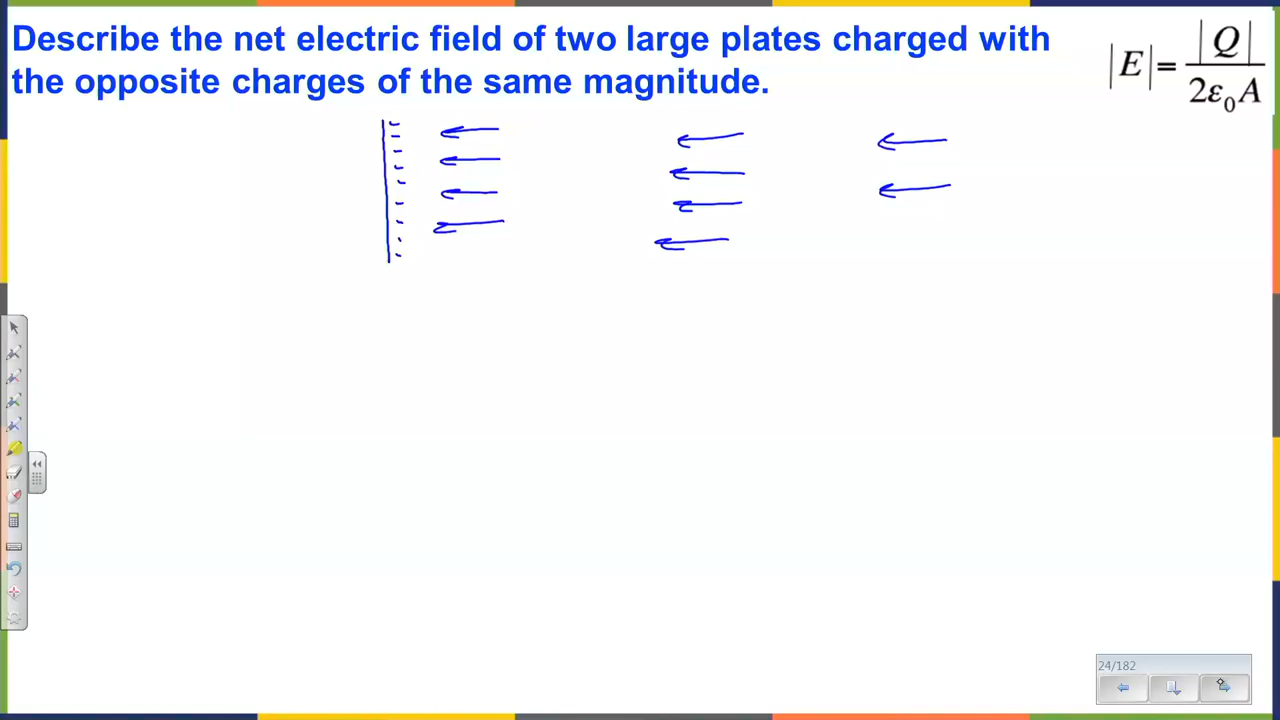 Describe the net electric field of two large plates charged with
the opposite charges of the same magnitude.
|E| = |Q| / 2ε₀A
24/182